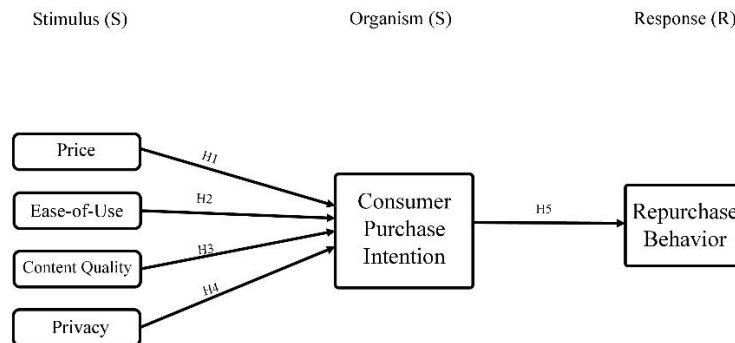 Stimulus (S)
Organism (S)
Response (R)
Price
H1
Ease-of-Use
H2
Consumer
Purchase
Intention
H5
Repurchase
Behavior
H3
Content Quality
H4
Privacy